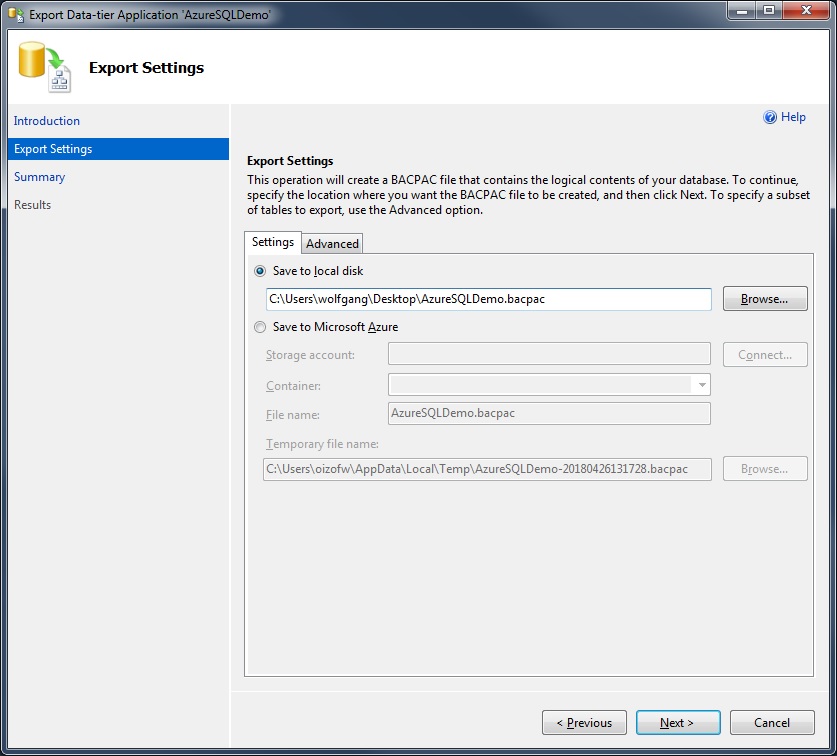 Export Data-tier Application 'AzureSQLDemo'
Export Settings
Introduction
Export Settings
Summary
Results
Help
Export Settings
This operation will create a BACPAC file that contains the logical contents of your database. To continue,
specify the location where you want the BACPAC file to be created, and then click Next. To specify a subset
of tables to export, use the Advanced option.
Settings Advanced
Save to local disk
C:\Users\wolfgang\Desktop\AzureSQLDemo.bacpac Browse...
Save to Microsoft Azure
Storage account: Connect...
Container:
File name: AzureSQLDemo.bacpac
Temporary file name:
C:\Users\oizofw\AppData\Local\Temp\AzureSQLDemo-20180426131728.bacpac Browse...
< Previous Next > Cancel